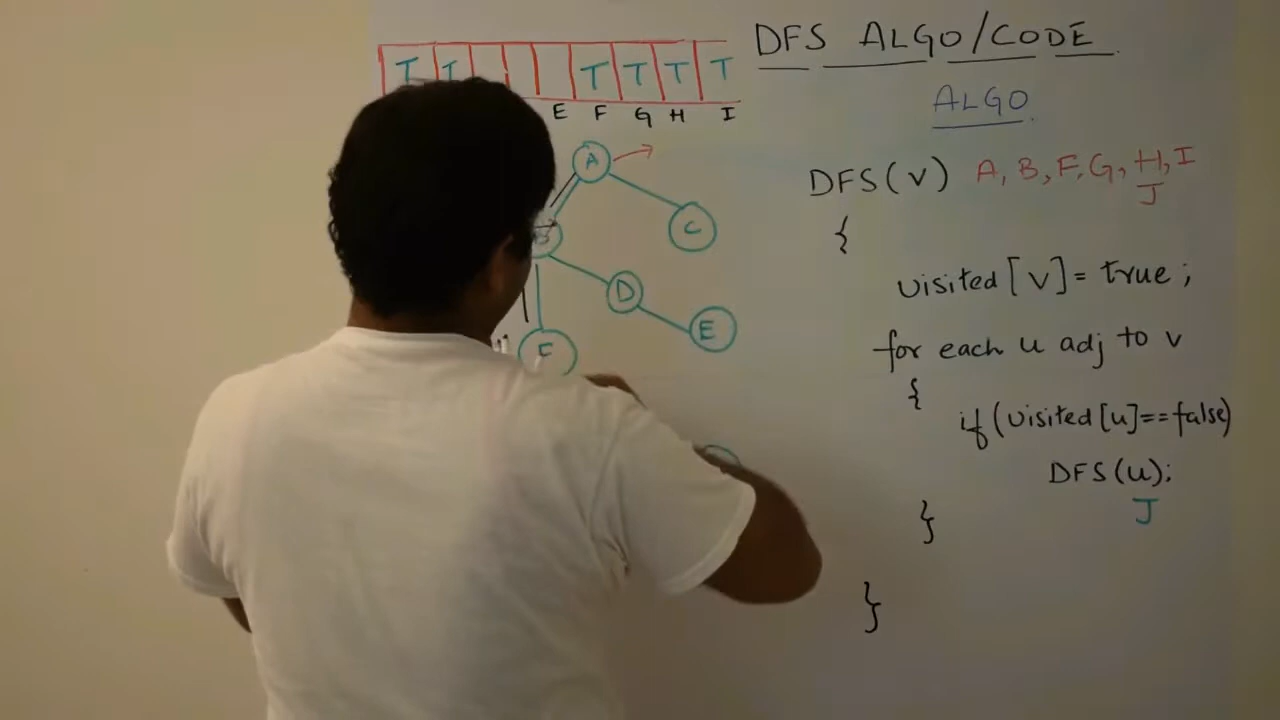 DFS ALGO/CODE
T T T T T T
E F G H I
ALGO
A
DFS(v) A, B, F, G, H, I
J
B
C
{
visited[v]= true;
D
E
for each u adj to v
F
{
if(visited[u]==false)
DFS(u);
J
}
}